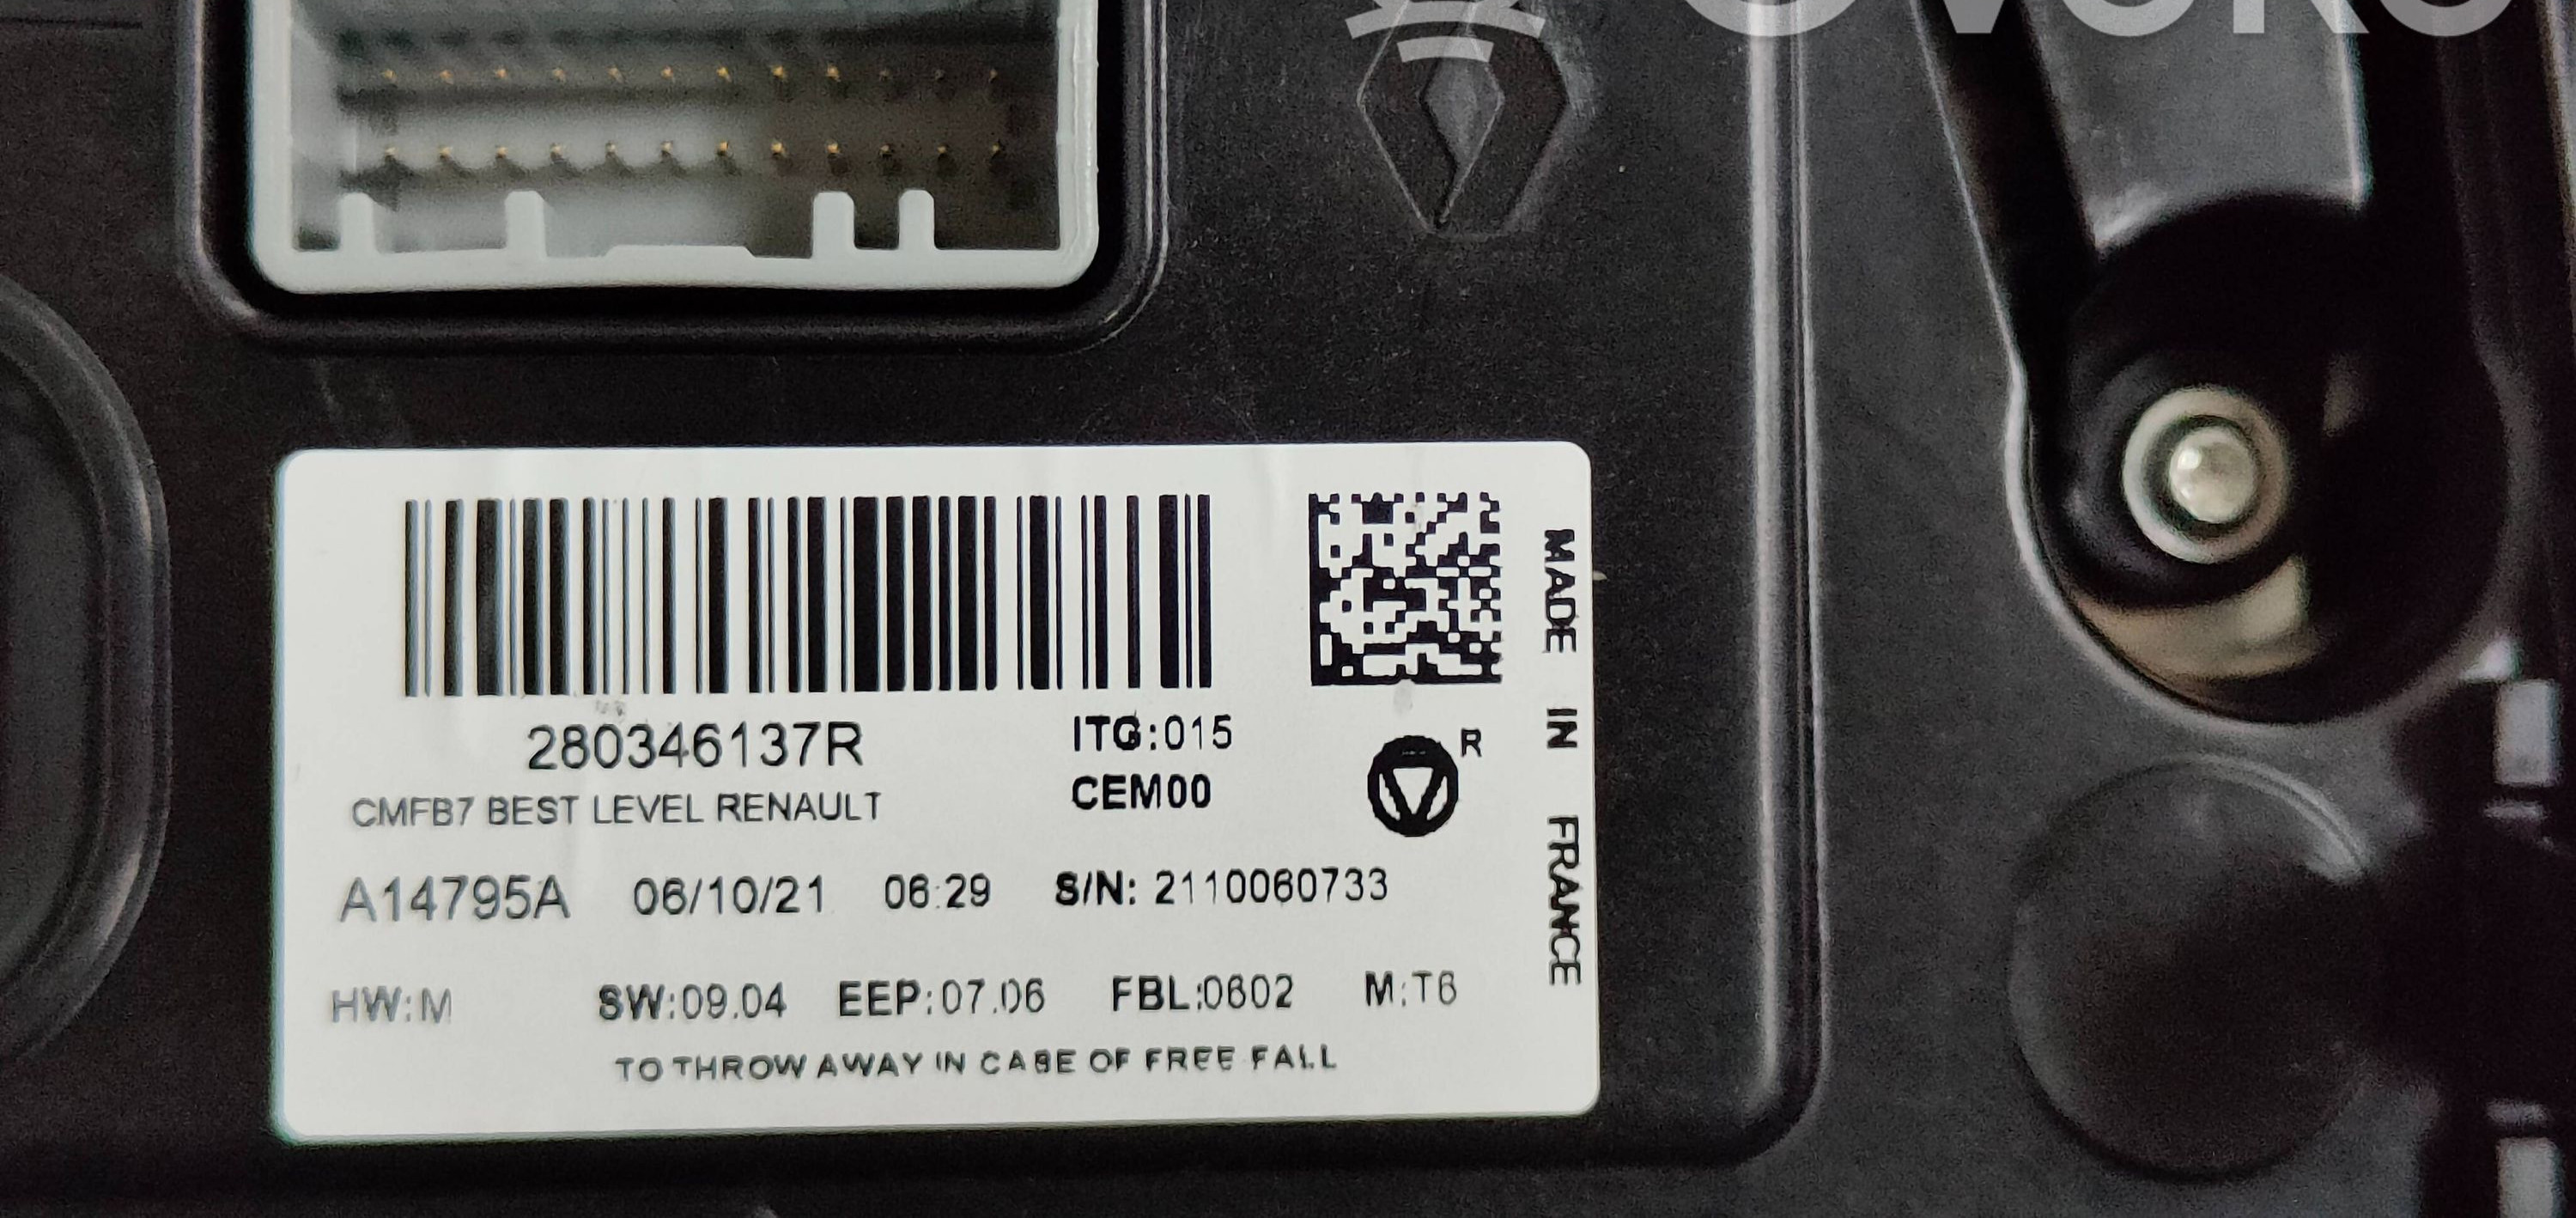 280346137R
ITG:015
CEM00
R
CMFB7 BEST LEVEL RENAULT
A14795A 06/10/21 06:29 S/N: 2110060733
HW:M SW:09.04 EEP:07.06 FBL:0602 M:T6
TO THROW AWAY IN CASE OF FREE FALL
MADE IN FRANCE